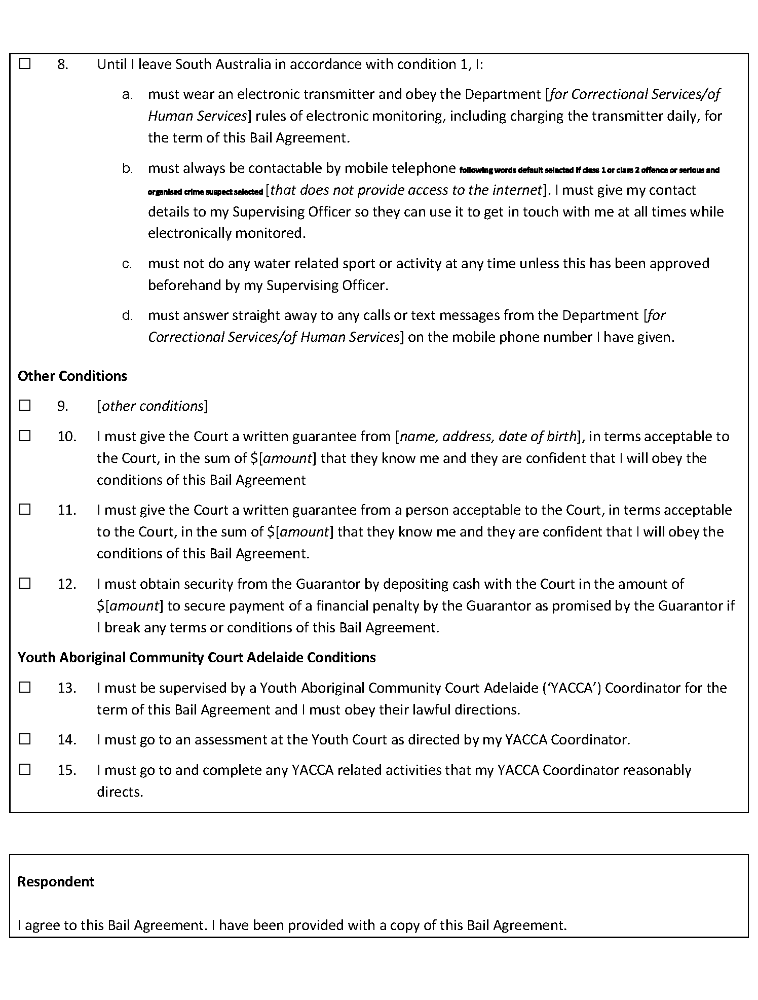 ☐ 8. Until I leave South Australia in accordance with condition 1, I:
a. must wear an electronic transmitter and obey the Department [for Correctional Services/of
Human Services] rules of electronic monitoring, including charging the transmitter daily, for
the term of this Bail Agreement.
b. must always be contactable by mobile telephone following words default selected if class 1 or class 2 offence or serious and
organised crime suspect selected [that does not provide access to the internet]. I must give my contact
details to my Supervising Officer so they can use it to get in touch with me at all times while
electronically monitored.
c. must not do any water related sport or activity at any time unless this has been approved
beforehand by my Supervising Officer.
d. must answer straight away to any calls or text messages from the Department [for
Correctional Services/of Human Services] on the mobile phone number I have given.
Other Conditions
☐ 9. [other conditions]
☐ 10. I must give the Court a written guarantee from [name, address, date of birth], in terms acceptable to
the Court, in the sum of $[amount] that they know me and they are confident that I will obey the
conditions of this Bail Agreement
☐ 11. I must give the Court a written guarantee from a person acceptable to the Court, in terms acceptable
to the Court, in the sum of $[amount] that they know me and they are confident that I will obey the
conditions of this Bail Agreement.
☐ 12. I must obtain security from the Guarantor by depositing cash with the Court in the amount of
$[amount] to secure payment of a financial penalty by the Guarantor as promised by the Guarantor if
I break any terms or conditions of this Bail Agreement.
Youth Aboriginal Community Court Adelaide Conditions
☐ 13. I must be supervised by a Youth Aboriginal Community Court Adelaide (‘YACCA’) Coordinator for the
term of this Bail Agreement and I must obey their lawful directions.
☐ 14. I must go to an assessment at the Youth Court as directed by my YACCA Coordinator.
☐ 15. I must go to and complete any YACCA related activities that my YACCA Coordinator reasonably
directs.
Respondent
I agree to this Bail Agreement. I have been provided with a copy of this Bail Agreement.